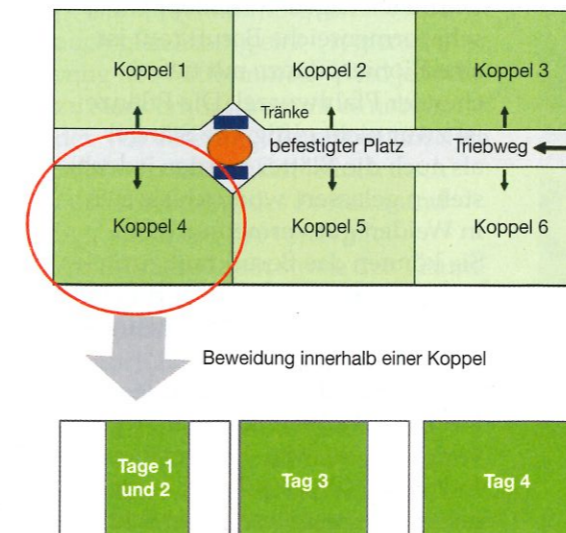 Koppel 1
Koppel 2
Koppel 3
Tränke
befestigter Platz
Triebweg
Koppel 4
Koppel 5
Koppel 6
Beweidung innerhalb einer Koppel
Tage 1
und 2
Tag 3
Tag 4